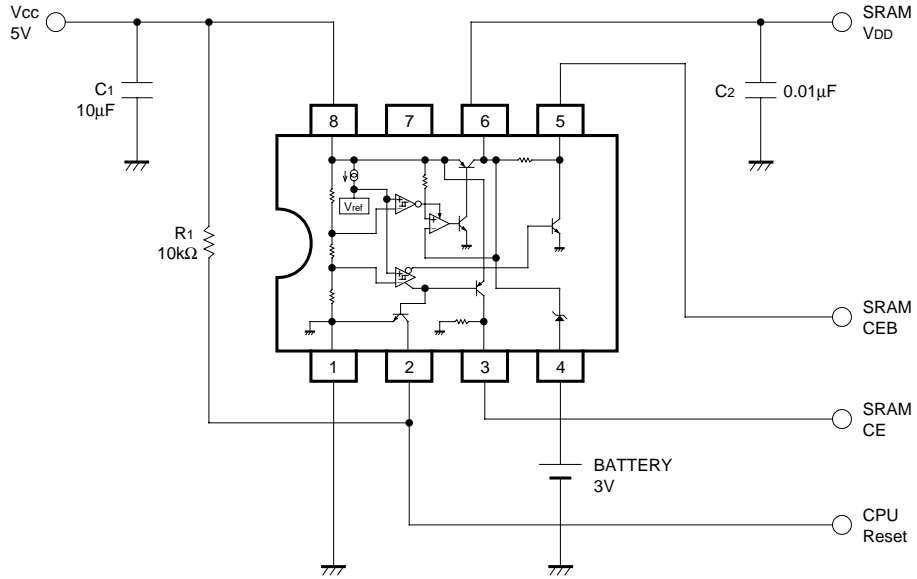 Vcc
5V
SRAM
VDD
C1
10μF
C2
0.01μF
8
7
6
5
Vref
R1
10kΩ
SRAM
CEB
1
2
3
4
SRAM
CE
BATTERY
3V
CPU
Reset